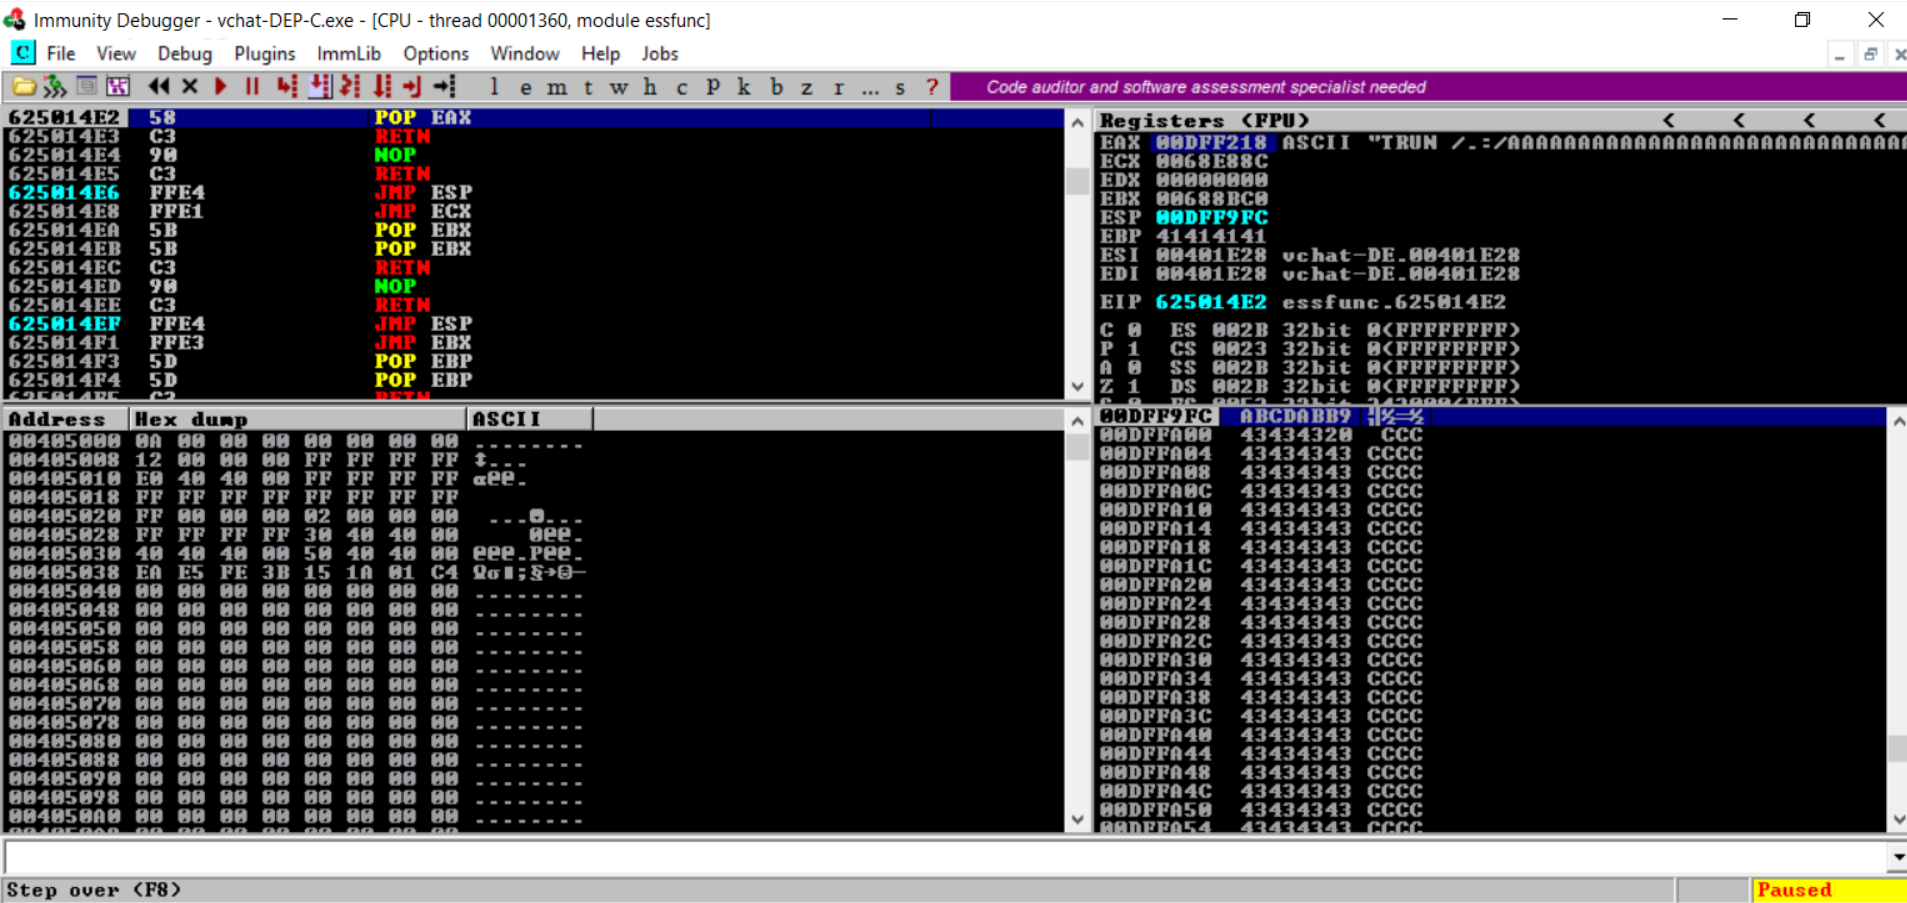 Immunity Debugger - vchat-DEP-C.exe - [CPU - thread 00001360, module essfunc]
C File View Debug Plugins ImmLib Options Window Help Jobs
l e m t w h c P k b z r ... s ? Code auditor and software assessment specialist needed
625014E2 58 POP EAX
625014E3 C3 RETN
625014E4 90 NOP
625014E5 C3 RETN
625014E6 FFE4 JMP ESP
625014E8 FFE1 JMP ECX
625014EA 5B POP EBX
625014EB 5B POP EBX
625014EC C3 RETN
625014ED 90 NOP
625014EE C3 RETN
625014EF FFE4 JMP ESP
625014F1 FFE3 JMP EBX
625014F3 5D POP EBP
625014F4 5D POP EBP
Registers (FPU) < < < <
EAX 00DFF218 ASCII "TRUN /.:/AAAAAAAAAAAAAAAAAAAAAAAAAAAA
ECX 0068E88C
EDX 00000000
EBX 00688BC0
ESP 00DFF9FC
EBP 41414141
ESI 00401E28 vchat-DE.00401E28
EDI 00401E28 vchat-DE.00401E28
EIP 625014E2 essfunc.625014E2
C 0 ES 002B 32bit 0(FFFFFFFF)
P 1 CS 0023 32bit 0(FFFFFFFF)
A 0 SS 002B 32bit 0(FFFFFFFF)
Z 1 DS 002B 32bit 0(FFFFFFFF)
Address Hex dump ASCII
00405000 0A 00 00 00 00 00 00 00 ........
00405008 12 00 00 00 FF FF FF FF ↕...
00405010 E0 40 40 00 FF FF FF FF α@@.
00405018 FF FF FF FF FF FF FF FF
00405020 FF 00 00 00 02 00 00 00 ...☻...
00405028 FF FF FF FF 30 40 40 00 0@@.
00405030 40 40 40 00 50 40 40 00 @@@.P@@.
00405038 EA E5 FE 3B 15 1A 01 C4 Ωσ■;§→☺─
00405040 00 00 00 00 00 00 00 00 ........
00405048 00 00 00 00 00 00 00 00 ........
00405050 00 00 00 00 00 00 00 00 ........
00405058 00 00 00 00 00 00 00 00 ........
00405060 00 00 00 00 00 00 00 00 ........
00405068 00 00 00 00 00 00 00 00 ........
00405070 00 00 00 00 00 00 00 00 ........
00405078 00 00 00 00 00 00 00 00 ........
00405080 00 00 00 00 00 00 00 00 ........
00405088 00 00 00 00 00 00 00 00 ........
00405090 00 00 00 00 00 00 00 00 ........
00405098 00 00 00 00 00 00 00 00 ........
004050A0 00 00 00 00 00 00 00 00 ........
00DFF9FC ABCDABB9 ╣½═½
00DFFA00 43434320 CCC
00DFFA04 43434343 CCCC
00DFFA08 43434343 CCCC
00DFFA0C 43434343 CCCC
00DFFA10 43434343 CCCC
00DFFA14 43434343 CCCC
00DFFA18 43434343 CCCC
00DFFA1C 43434343 CCCC
00DFFA20 43434343 CCCC
00DFFA24 43434343 CCCC
00DFFA28 43434343 CCCC
00DFFA2C 43434343 CCCC
00DFFA30 43434343 CCCC
00DFFA34 43434343 CCCC
00DFFA38 43434343 CCCC
00DFFA3C 43434343 CCCC
00DFFA40 43434343 CCCC
00DFFA44 43434343 CCCC
00DFFA48 43434343 CCCC
00DFFA4C 43434343 CCCC
00DFFA50 43434343 CCCC
00DFFA54 43434343 CCCC
Step over (F8) Paused